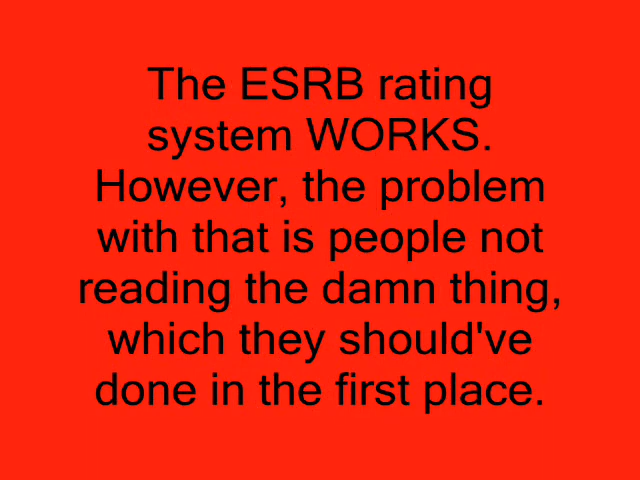 The ESRB rating
system WORKS.
However, the problem
with that is people not
reading the damn thing,
which they should've
done in the first place.